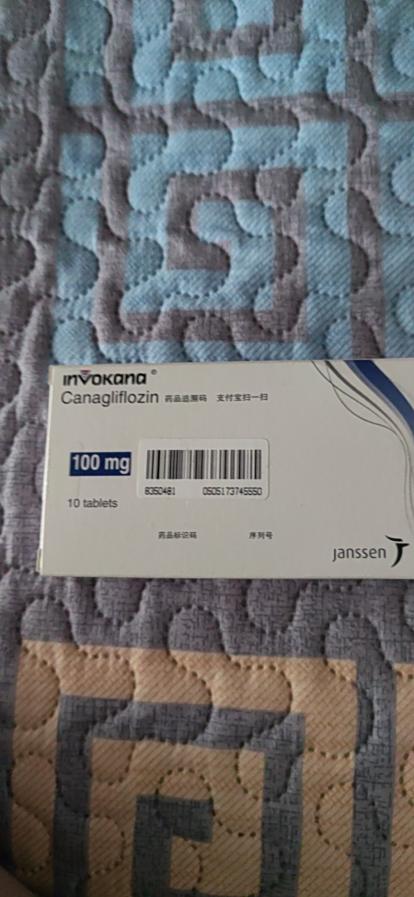 INVOKANA®
Canagliflozin 药品追溯码 支付宝扫一扫
100 mg
8350481 0505173745550
10 tablets
药品标识码 序列号
janssen